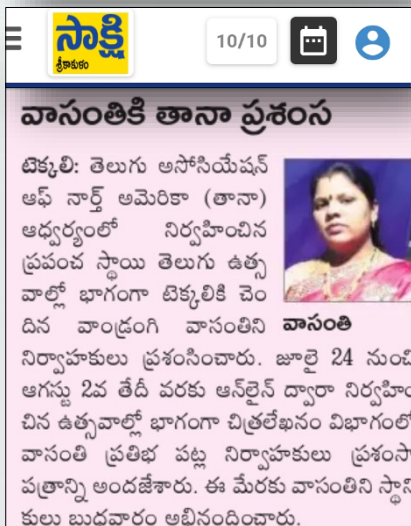 సాక్షి
శ్రీకాకుళం
10/10
వాసంతికి తానా ప్రశంస
టెక్కలి: తెలుగు అసోసియేషన్
ఆఫ్ నార్త్ అమెరికా (తానా)
ఆధ్వర్యంలో నిర్వహించిన
ప్రపంచ స్థాయి తెలుగు ఉత్స
వాల్లో భాగంగా టెక్కలికి చెం
దిన వాండ్రంగి వాసంతిని
వాసంతి
నిర్వాహకులు ప్రశంసించారు. జూలై 24 నుంచి
ఆగస్టు 2వ తేదీ వరకు ఆన్‌లైన్ ద్వారా నిర్వహిం
చిన ఉత్సవాల్లో భాగంగా చిత్రలేఖనం విభాగంలో
వాసంతి ప్రతిభ పట్ల నిర్వాహకులు ప్రశంసా
పత్రాన్ని అందజేశారు. ఈ మేరకు వాసంతిని స్థాని
కులు బుధవారం అభినందించారు.